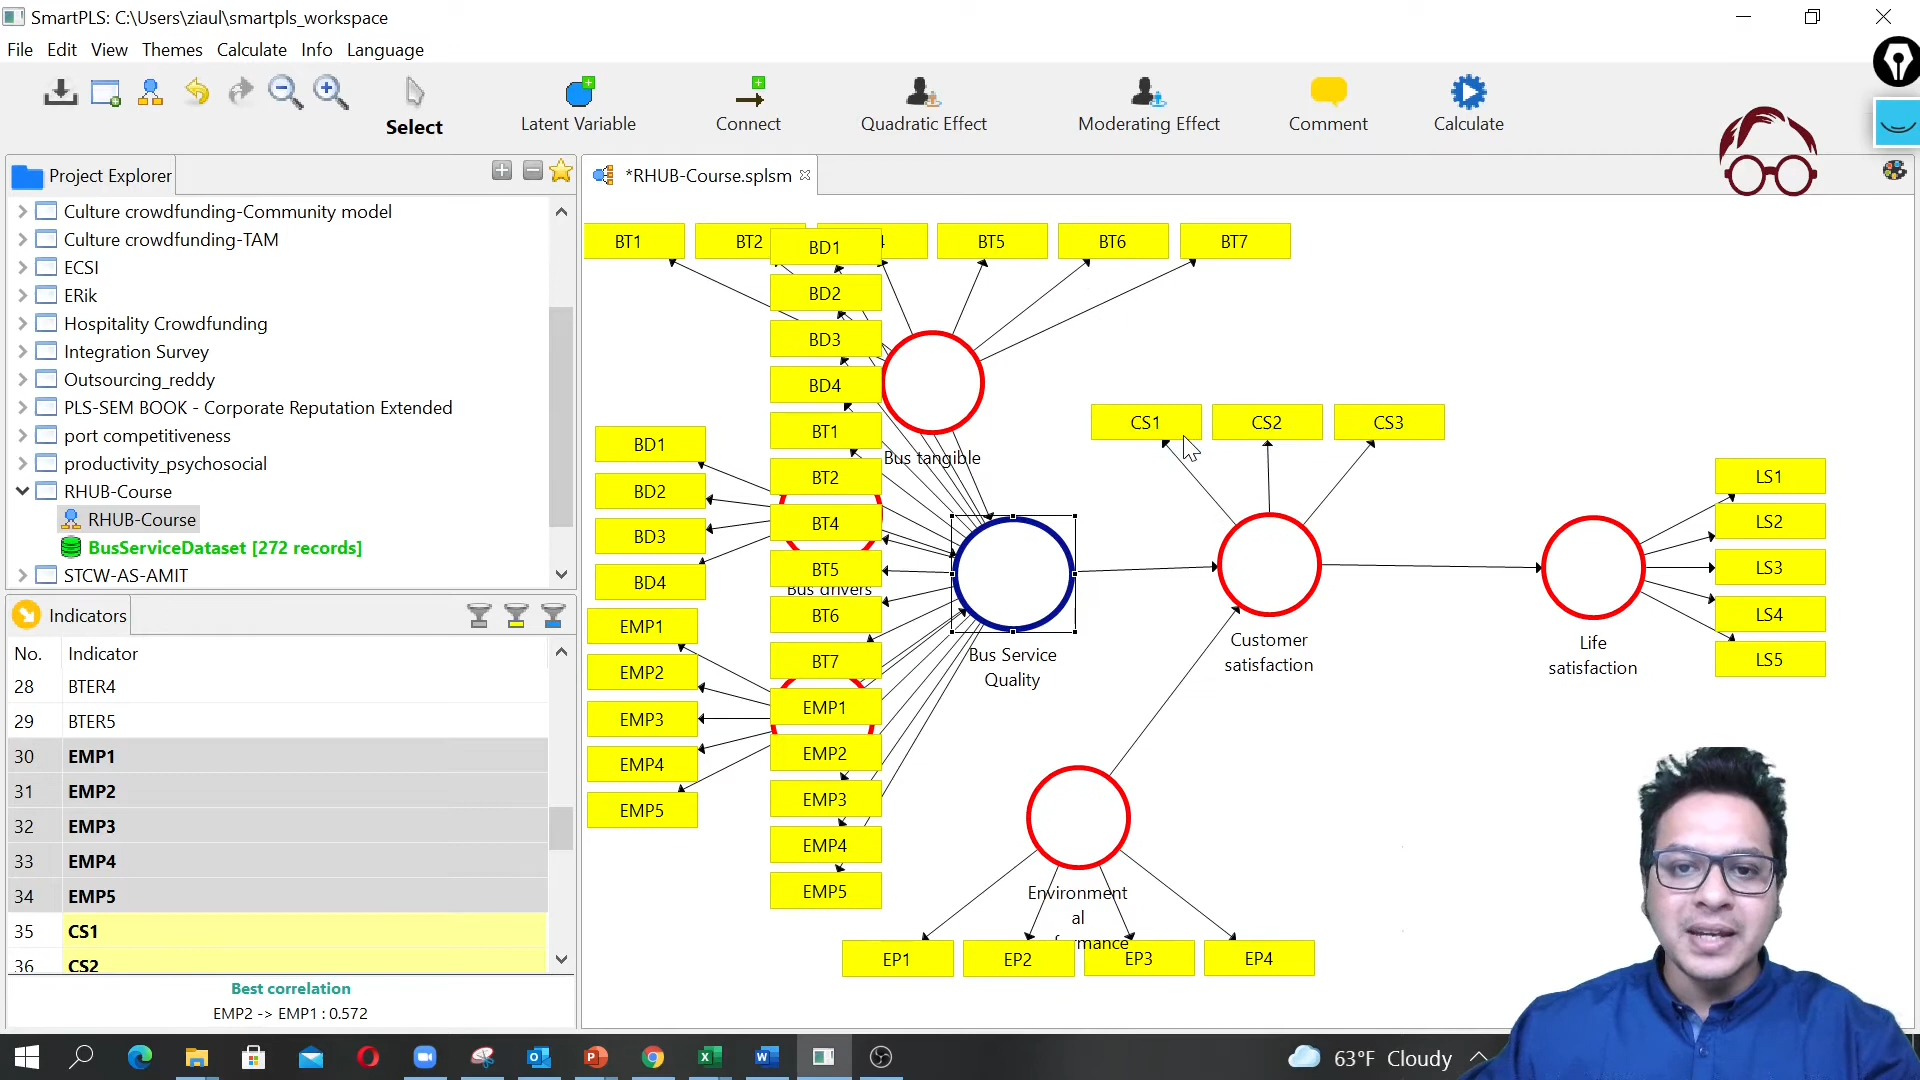 SmartPLS: C:\Users\ziaul\smartpls_workspace
File Edit View Themes Calculate Info Language
Select
Latent Variable
Connect
Quadratic Effect
Moderating Effect
Comment
Calculate
Project Explorer
Culture crowdfunding-Community model
Culture crowdfunding-TAM
ECSI
ERik
Hospitality Crowdfunding
Integration Survey
Outsourcing_reddy
PLS-SEM BOOK - Corporate Reputation Extended
port competitiveness
productivity_psychosocial
RHUB-Course
RHUB-Course
BusServiceDataset [272 records]
STCW-AS-AMIT
Indicators
No. Indicator
28 BTER4
29 BTER5
30 EMP1
31 EMP2
32 EMP3
33 EMP4
34 EMP5
35 CS1
36 CS2
Best correlation
EMP2 -> EMP1 : 0.572
*RHUB-Course.splsm
BT1 BT2 4 BT5 BT6 BT7
BD1
BD2
BD3
BD4
BT1
BT2
BT4
BT5
BT6
BT7
EMP1
EMP2
EMP3
EMP4
EMP5
Bus tangible
BD1
BD2
BD3
BD4
Bus drivers
EMP1
EMP2
EMP3
EMP4
EMP5
Bus Service
Quality
CS1 CS2 CS3
Customer
satisfaction
LS1
LS2
LS3
LS4
LS5
Life
satisfaction
Environment
al
rmance
EP1 EP2 EP3 EP4
63°F Cloudy